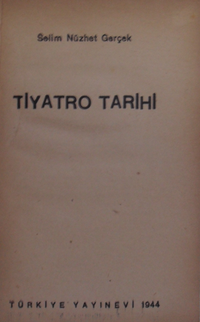 Selim Nüzhet Gerçek
TİYATRO TARİHİ
TÜRKİYE YAYINEVİ 1944